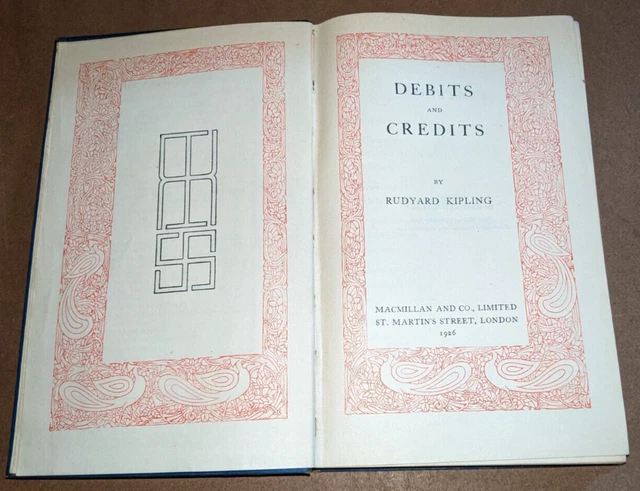 DEBITS
AND
CREDITS
BY
RUDYARD KIPLING
MACMILLAN AND CO., LIMITED
ST. MARTIN'S STREET, LONDON
1926